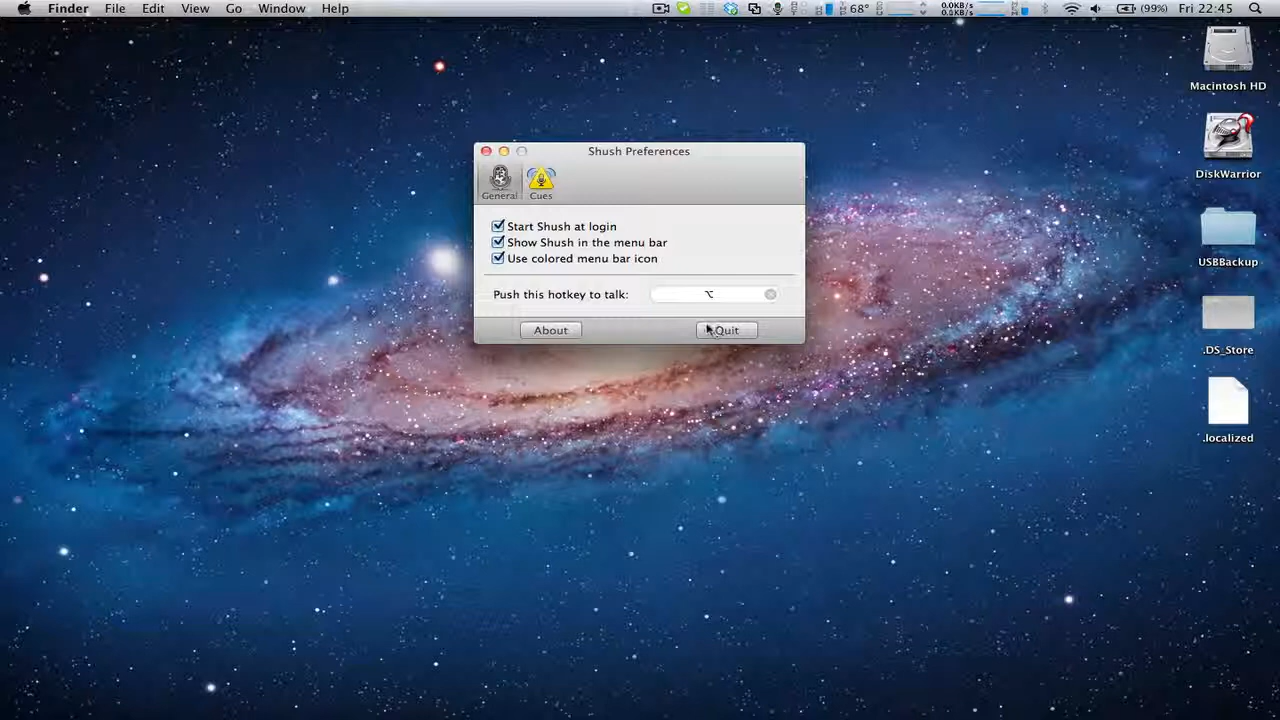 Finder File Edit View Go Window Help 68° 0.0KB/s 0.0KB/s (99%) Fri 22:45
Macintosh HD
DiskWarrior
USBBackup
.DS_Store
.localized
Shush Preferences
General Cues
Start Shush at login
Show Shush in the menu bar
Use colored menu bar icon
Push this hotkey to talk: ⌥
About Quit